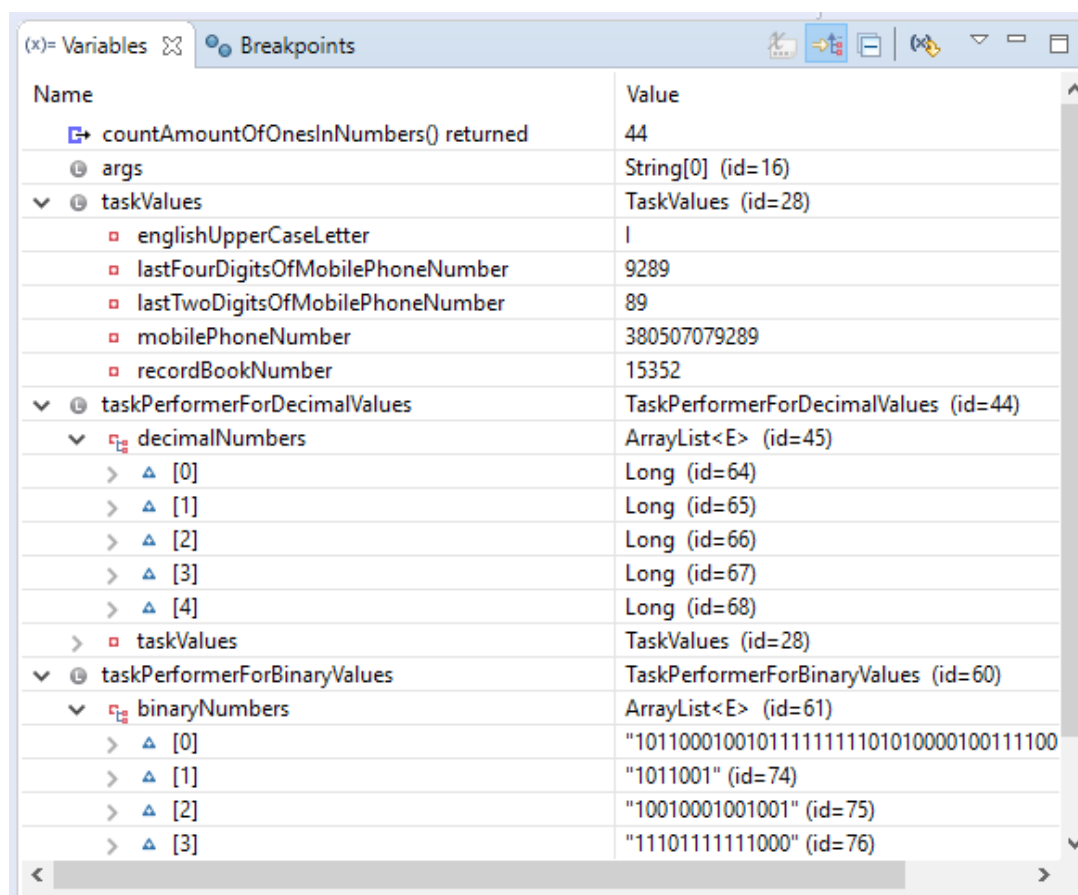 (x)= Variables
Breakpoints
Name Value
countAmountOfOnesInNumbers() returned 44
args String[0] (id=16)
taskValues TaskValues (id=28)
englishUpperCaseLetter I
lastFourDigitsOfMobilePhoneNumber 9289
lastTwoDigitsOfMobilePhoneNumber 89
mobilePhoneNumber 380507079289
recordBookNumber 15352
taskPerformerForDecimalValues TaskPerformerForDecimalValues (id=44)
decimalNumbers ArrayList<E> (id=45)
[0] Long (id=64)
[1] Long (id=65)
[2] Long (id=66)
[3] Long (id=67)
[4] Long (id=68)
taskValues TaskValues (id=28)
taskPerformerForBinaryValues TaskPerformerForBinaryValues (id=60)
binaryNumbers ArrayList<E> (id=61)
[0] "10110001001011111111101010000100111100
[1] "1011001" (id=74)
[2] "10010001001001" (id=75)
[3] "11101111111000" (id=76)